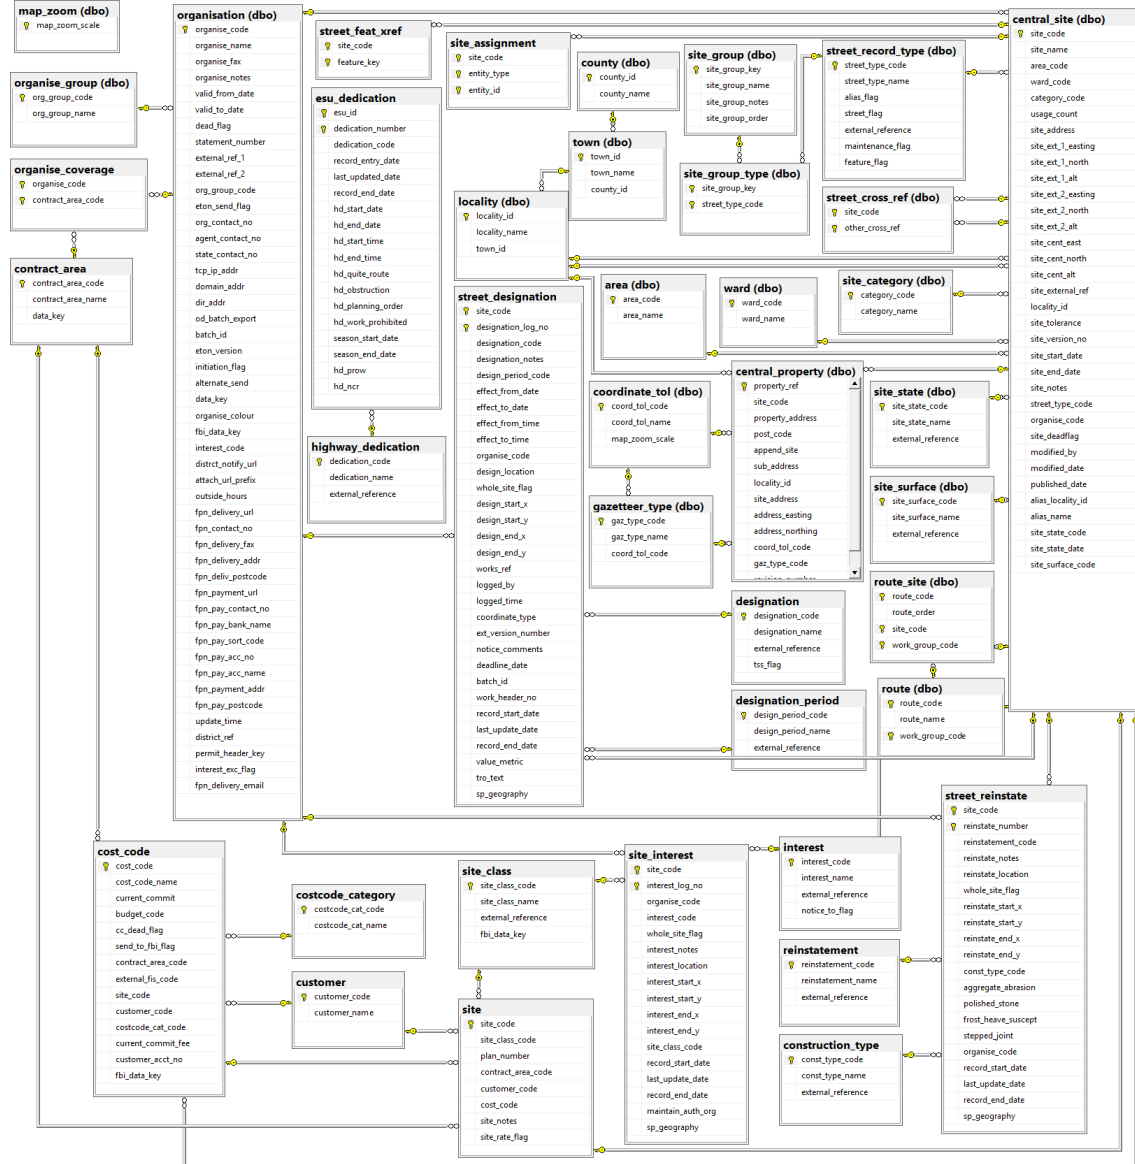 map_zoom (dbo)
map_zoom_scale
organise_group (dbo)
org_group_code
org_group_name
organise_coverage
organise_code
contract_area_code
contract_area
contract_area_code
contract_area_name
data_key
organisation (dbo)
organise_code
organise_name
organise_fax
organise_notes
valid_from_date
valid_to_date
dead_flag
statement_number
external_ref_1
external_ref_2
org_group_code
eton_send_flag
org_contact_no
agent_contact_no
state_contact_no
tcp_ip_addr
domain_addr
dir_addr
od_batch_export
batch_id
eton_version
initiation_flag
alternate_send
data_key
organise_colour
fbi_data_key
interest_code
distrct_notify_url
attach_url_prefix
outside_hours
fpn_delivery_url
fpn_contact_no
fpn_delivery_fax
fpn_delivery_addr
fpn_deliv_postcode
fpn_payment_url
fpn_pay_contact_no
fpn_pay_bank_name
fpn_pay_sort_code
fpn_pay_acc_no
fpn_pay_acc_name
fpn_payment_addr
fpn_pay_postcode
update_time
district_ref
permit_header_key
interest_exc_flag
fpn_delivery_email
street_feat_xref
site_code
feature_key
esu_dedication
esu_id
dedication_number
dedication_code
record_entry_date
last_updated_date
record_end_date
hd_start_date
hd_end_date
hd_start_time
hd_end_time
hd_quite_route
hd_obstruction
hd_planning_order
hd_work_prohibited
season_start_date
season_end_date
hd_prow
hd_ncr
highway_dedication
dedication_code
dedication_name
external_reference
site_assignment
site_code
entity_type
entity_id
county (dbo)
county_id
county_name
town (dbo)
town_id
town_name
county_id
locality (dbo)
locality_id
locality_name
town_id
site_group (dbo)
site_group_key
site_group_name
site_group_notes
site_group_order
site_group_type (dbo)
site_group_key
street_type_code
street_record_type (dbo)
street_type_code
street_type_name
alias_flag
street_flag
external_reference
maintenance_flag
feature_flag
street_cross_ref (dbo)
site_code
other_cross_ref
street_designation
site_code
designation_log_no
designation_code
designation_notes
design_period_code
effect_from_date
effect_to_date
effect_from_time
effect_to_time
organise_code
design_location
whole_site_flag
design_start_x
design_start_y
design_end_x
design_end_y
works_ref
logged_by
logged_time
coordinate_type
ext_version_number
notice_comments
deadline_date
batch_id
work_header_no
record_start_date
last_update_date
record_end_date
value_metric
tro_text
sp_geography
area (dbo)
area_code
area_name
ward (dbo)
ward_code
ward_name
site_category (dbo)
category_code
category_name
coordinate_tol (dbo)
coord_tol_code
coord_tol_name
map_zoom_scale
gazetteer_type (dbo)
gaz_type_code
gaz_type_name
coord_tol_code
central_property (dbo)
property_ref
site_code
property_address
post_code
append_site
sub_address
locality_id
site_address
address_easting
address_northing
coord_tol_code
gaz_type_code
site_state (dbo)
site_state_code
site_state_name
external_reference
site_surface (dbo)
site_surface_code
site_surface_name
external_reference
route_site (dbo)
route_code
route_order
site_code
work_group_code
route (dbo)
route_code
route_name
work_group_code
designation
designation_code
designation_name
external_reference
tss_flag
designation_period
design_period_code
design_period_name
external_reference
central_site (dbo)
site_code
site_name
area_code
ward_code
category_code
usage_count
site_address
site_ext_1_easting
site_ext_1_north
site_ext_1_alt
site_ext_2_easting
site_ext_2_north
site_ext_2_alt
site_cent_east
site_cent_north
site_cent_alt
site_external_ref
locality_id
site_tolerance
site_version_no
site_start_date
site_end_date
site_notes
street_type_code
organise_code
site_deadflag
modified_by
modified_date
published_date
alias_locality_id
alias_name
site_state_code
site_state_date
site_surface_code
cost_code
cost_code
cost_code_name
current_commit
budget_code
cc_dead_flag
send_to_fbi_flag
contract_area_code
external_fis_code
site_code
customer_code
costcode_cat_code
current_commit_fee
customer_acct_no
fbi_data_key
costcode_category
costcode_cat_code
costcode_cat_name
customer
customer_code
customer_name
site_class
site_class_code
site_class_name
external_reference
fbi_data_key
site
site_code
site_class_code
plan_number
contract_area_code
customer_code
cost_code
site_notes
site_rate_flag
site_interest
site_code
interest_log_no
organise_code
interest_code
whole_site_flag
interest_notes
interest_location
interest_start_x
interest_start_y
interest_end_x
interest_end_y
site_class_code
record_start_date
last_update_date
record_end_date
maintain_auth_org
sp_geography
interest
interest_code
interest_name
external_reference
notice_to_flag
reinstatement
reinstatement_code
reinstatement_name
external_reference
construction_type
const_type_code
const_type_name
external_reference
street_reinstate
site_code
reinstate_number
reinstatement_code
reinstate_notes
reinstate_location
whole_site_flag
reinstate_start_x
reinstate_start_y
reinstate_end_x
reinstate_end_y
const_type_code
aggregate_abrasion
polished_stone
frost_heave_suscept
stepped_joint
organise_code
record_start_date
last_update_date
record_end_date
sp_geography